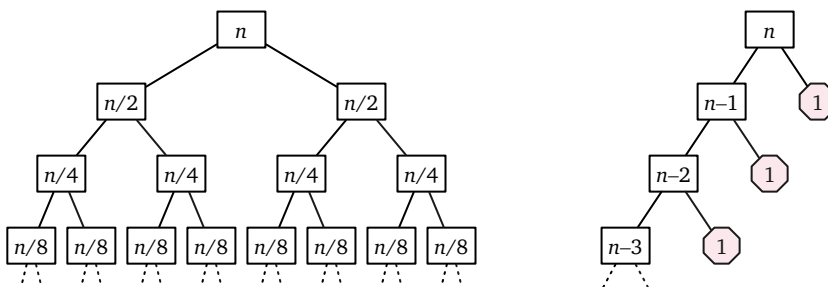 n n
n/2 n/2 n–1 1
n/4 n/4 n/4 n/4 n–2 1
n/8 n/8 n/8 n/8 n/8 n/8 n/8 n/8 n–3 1